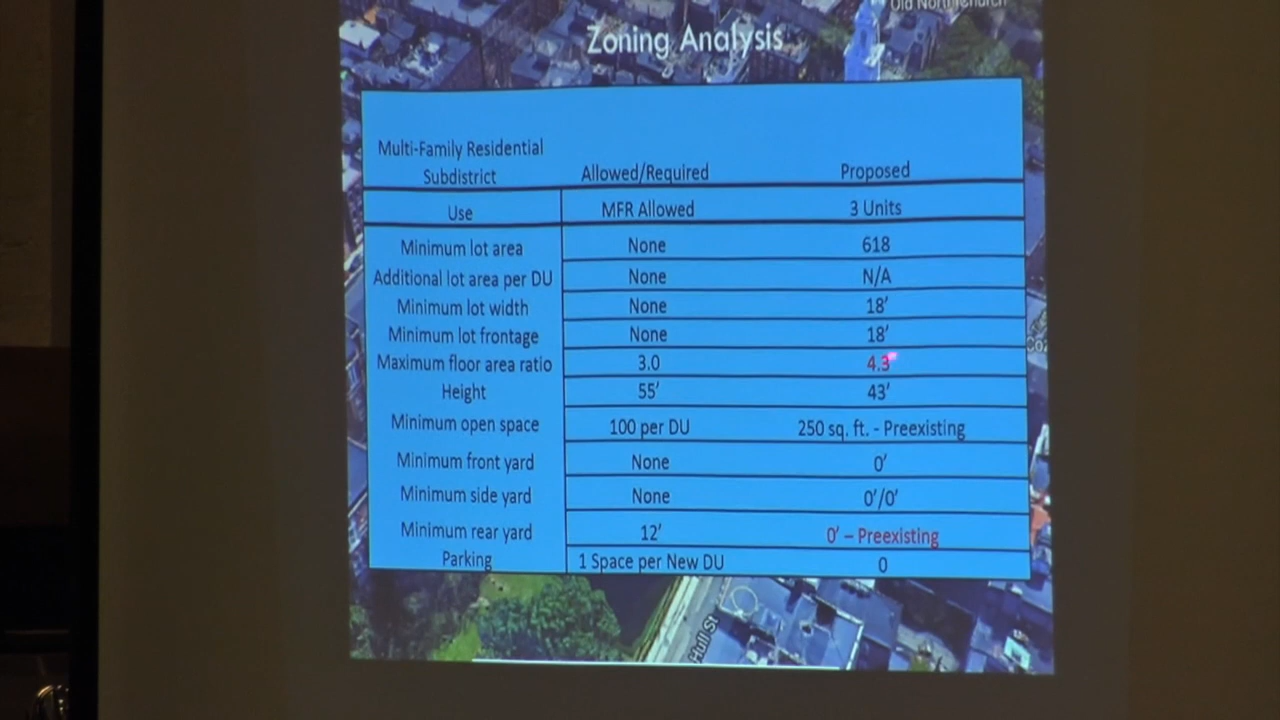 Old North Church
Zoning Analysis
Multi-Family Residential Subdistrict Allowed/Required Proposed
Use MFR Allowed 3 Units
Minimum lot area None 618
Additional lot area per DU None N/A
Minimum lot width None 18′
Minimum lot frontage None 18′
Maximum floor area ratio 3.0 4.3
Height 55′ 43′
Minimum open space 100 per DU 250 sq. ft. - Preexisting
Minimum front yard None 0′
Minimum side yard None 0′/0′
Minimum rear yard 12′ 0′ – Preexisting
Parking 1 Space per New DU 0
Hull St